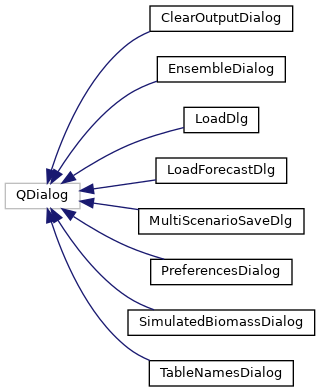 ClearOutputDialog
EnsembleDialog
LoadDlg
LoadForecastDlg
QDialog
MultiScenarioSaveDlg
PreferencesDialog
SimulatedBiomassDialog
TableNamesDialog